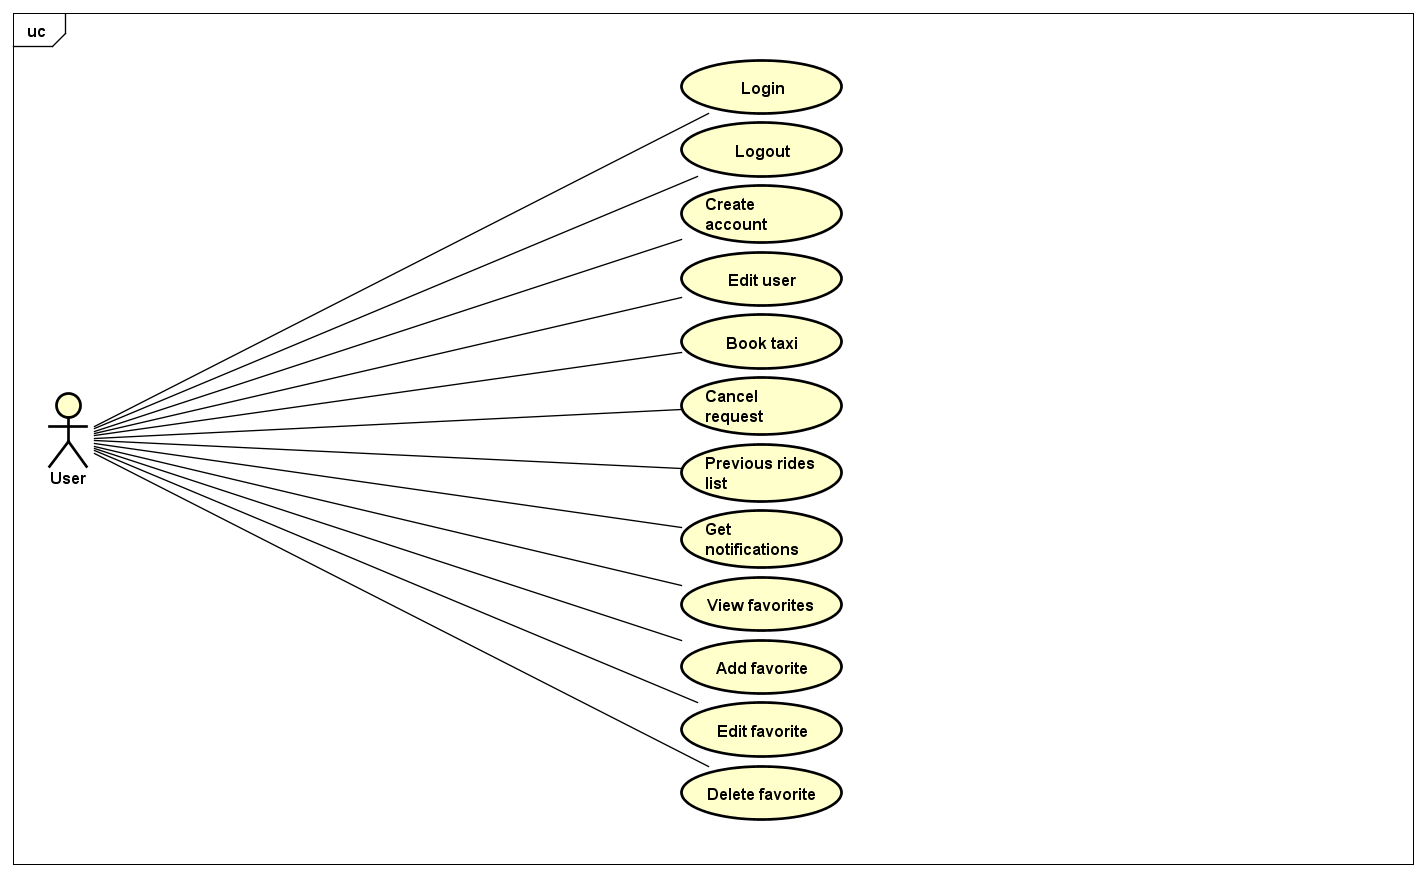 uc
Login
Logout
Create
account
Edit user
Book taxi
Cancel
request
Previous rides
list
User
Get
notifications
View favorites
Add favorite
Edit favorite
Delete favorite